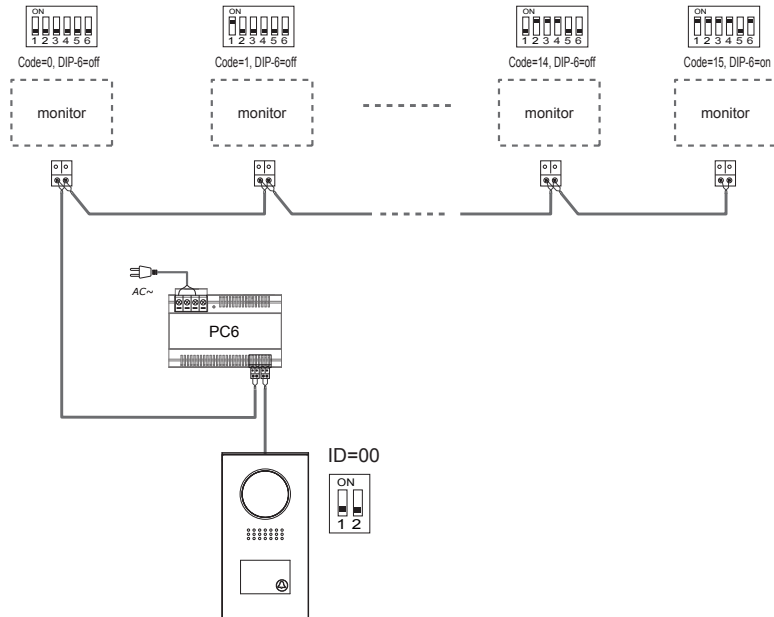 ON
1 2 3 4 5 6
Code=0, DIP-6=off
monitor
ON
1 2 3 4 5 6
Code=1, DIP-6=off
monitor
ON
1 2 3 4 5 6
Code=14, DIP-6=off
monitor
ON
1 2 3 4 5 6
Code=15, DIP-6=on
monitor
AC~
PC6
ID=00
ON
1 2